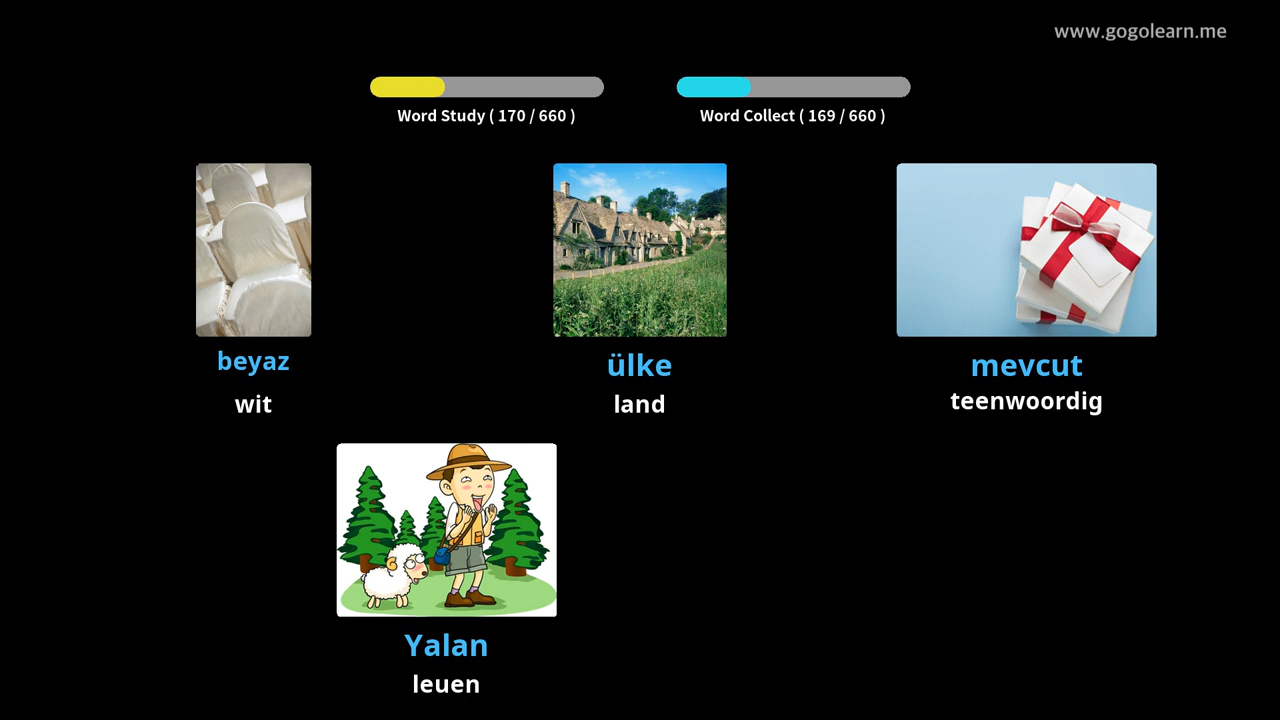 www.gogolearn.me
Word Study ( 170 / 660 )
Word Collect ( 169 / 660 )
beyaz
wit
ülke
land
mevcut
teenwoordig
Yalan
leuen